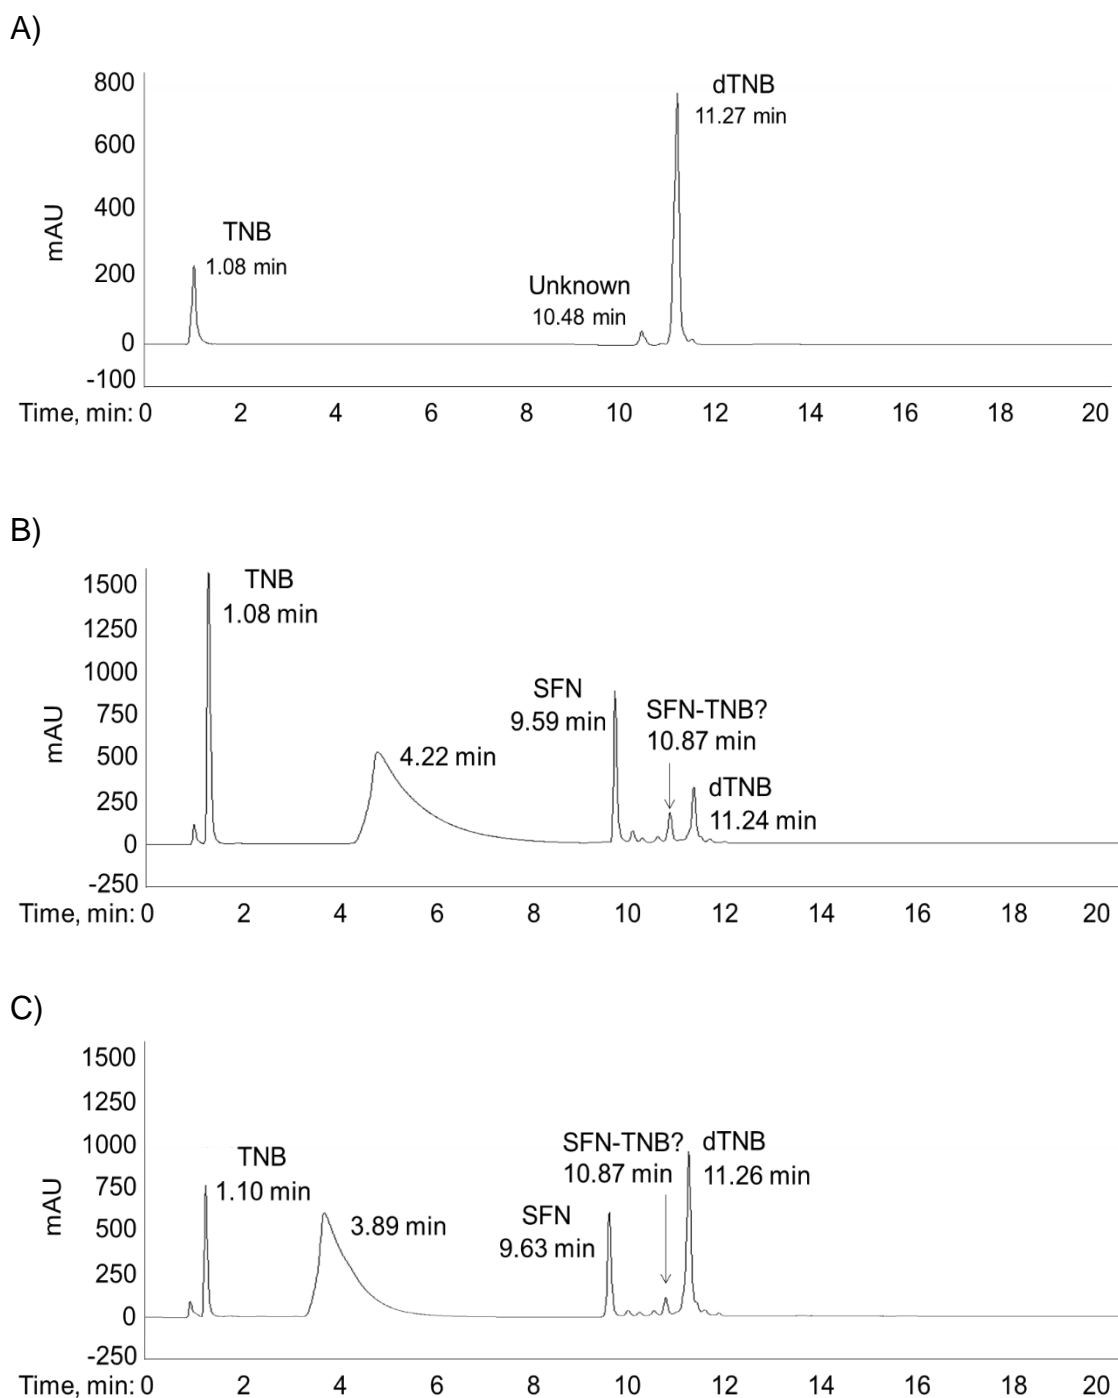 A)
800
dTNB
11.27 min
600
400
mAU
TNB
1.08 min
200
Unknown
10.48 min
0
-100
Time, min: 0 2 4 6 8 10 12 14 16 18 20
B)
1500
TNB
1.08 min
1250
1000
SFN
9.59 min
SFN-TNB?
10.87 min
750
mAU
4.22 min
500
dTNB
11.24 min
250
0
-250
Time, min: 0 2 4 6 8 10 12 14 16 18 20
C)
1500
1250
1000
SFN-TNB?
10.87 min
dTNB
11.26 min
TNB
1.10 min
750
mAU
3.89 min
SFN
9.63 min
500
250
0
-250
Time, min: 0 2 4 6 8 10 12 14 16 18 20